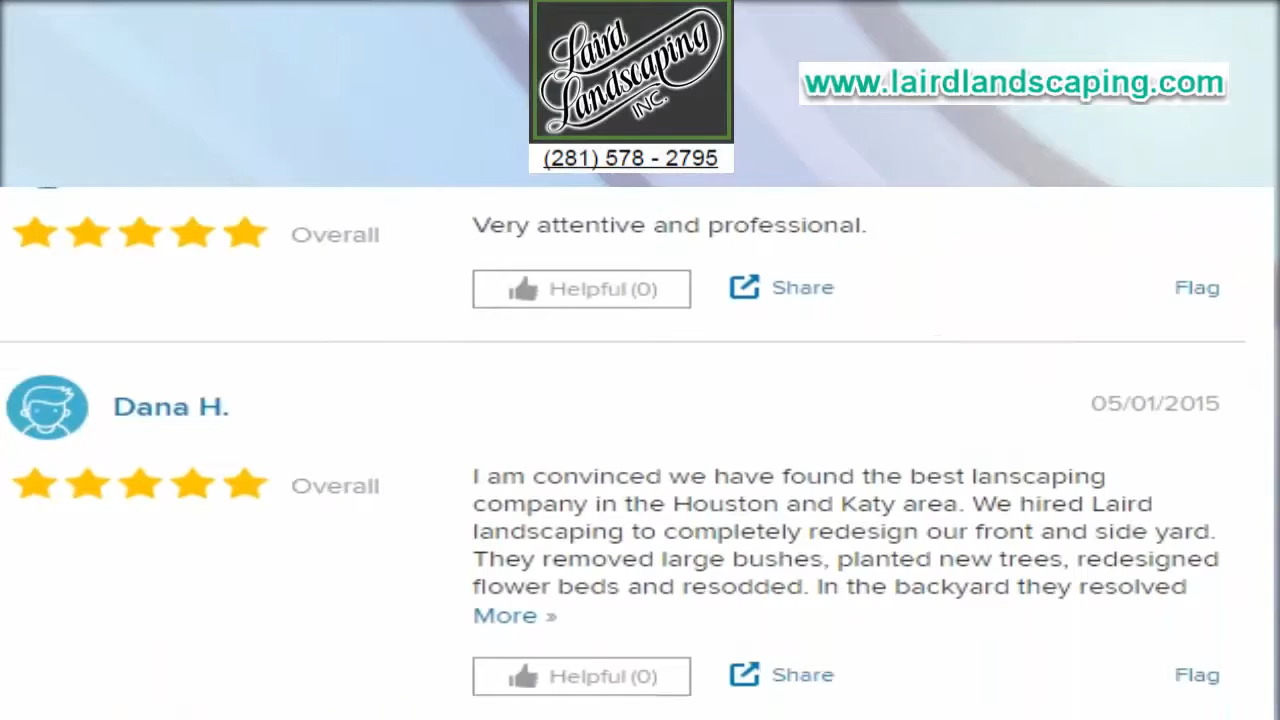 Laird
Landscaping
INC.
(281) 578 - 2795
www.lairdlandscaping.com
Overall
Very attentive and professional.
Helpful (0)
Share
Flag
Dana H.
05/01/2015
Overall
I am convinced we have found the best lanscaping
company in the Houston and Katy area. We hired Laird
landscaping to completely redesign our front and side yard.
They removed large bushes, planted new trees, redesigned
flower beds and resodded. In the backyard they resolved
More »
Helpful (0)
Share
Flag